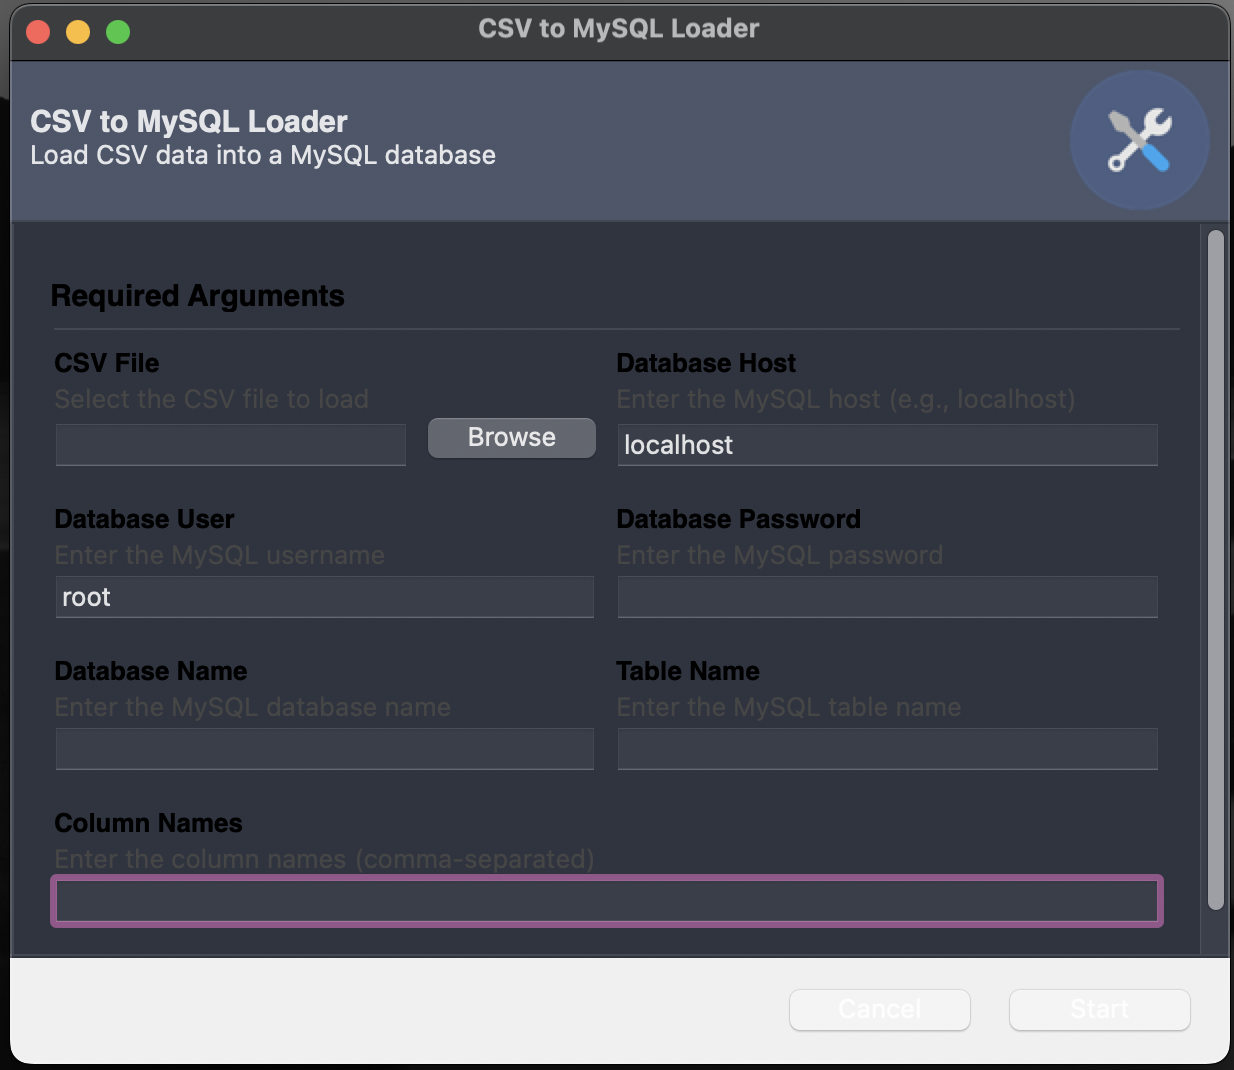 CSV to MySQL Loader
CSV to MySQL Loader
Load CSV data into a MySQL database
Required Arguments
CSV File
Select the CSV file to load
Browse
Database Host
Enter the MySQL host (e.g., localhost)
localhost
Database User
Enter the MySQL username
root
Database Password
Enter the MySQL password
Database Name
Enter the MySQL database name
Table Name
Enter the MySQL table name
Column Names
Enter the column names (comma-separated)
Cancel
Start